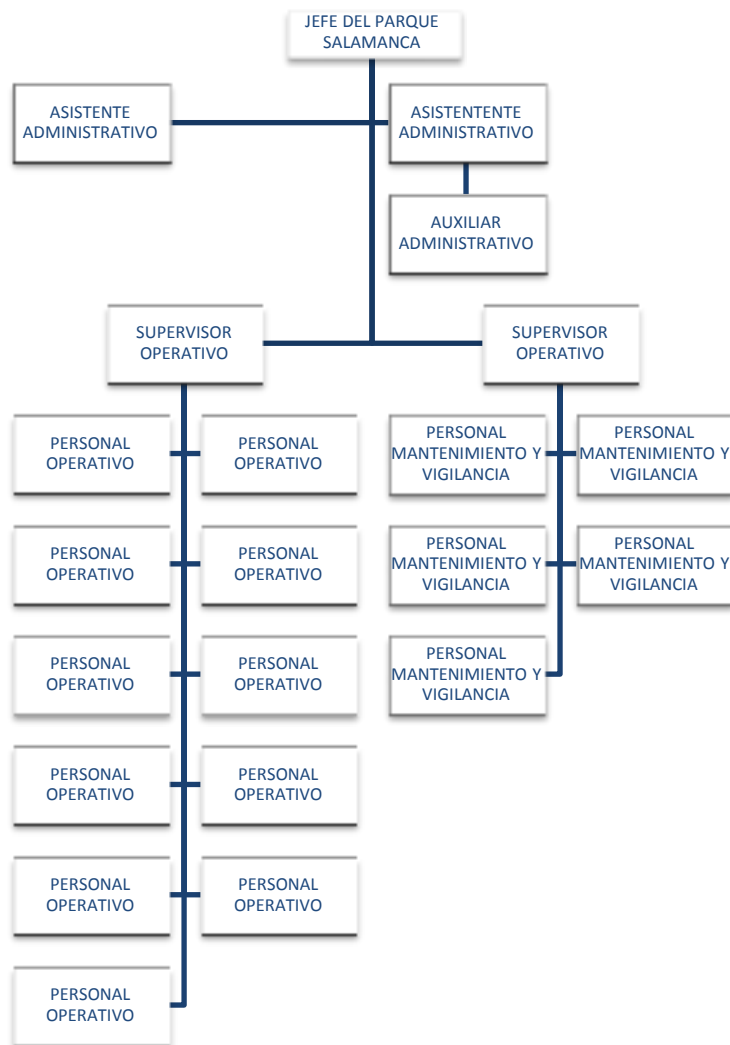 JEFE DEL PARQUE
SALAMANCA
ASISTENTE
ADMINISTRATIVO
ASISTENTENTE
ADMINISTRATIVO
AUXILIAR
ADMINISTRATIVO
SUPERVISOR
OPERATIVO
SUPERVISOR
OPERATIVO
PERSONAL
OPERATIVO
PERSONAL
OPERATIVO
PERSONAL
MANTENIMIENTO Y
VIGILANCIA
PERSONAL
MANTENIMIENTO Y
VIGILANCIA
PERSONAL
OPERATIVO
PERSONAL
OPERATIVO
PERSONAL
MANTENIMIENTO Y
VIGILANCIA
PERSONAL
MANTENIMIENTO Y
VIGILANCIA
PERSONAL
OPERATIVO
PERSONAL
OPERATIVO
PERSONAL
MANTENIMIENTO Y
VIGILANCIA
PERSONAL
OPERATIVO
PERSONAL
OPERATIVO
PERSONAL
OPERATIVO
PERSONAL
OPERATIVO
PERSONAL
OPERATIVO